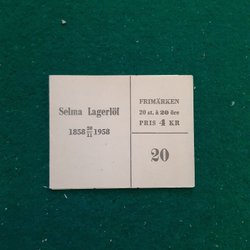 Selma Lagerlöf
1858 20/11 1958
FRIMÄRKEN
20 st. à 20 öre
PRIS 4 KR
20